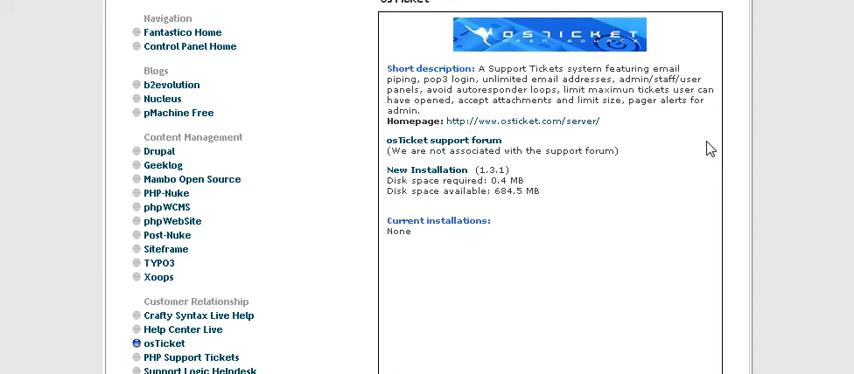 Navigation
Fantastico Home
Control Panel Home
Blogs
b2evolution
Nucleus
pMachine Free
Content Management
Drupal
Geeklog
Mambo Open Source
PHP-Nuke
phpWCMS
phpWebSite
Post-Nuke
Siteframe
TYPO3
Xoops
Customer Relationship
Crafty Syntax Live Help
Help Center Live
osTicket
PHP Support Tickets
Support Logic Helpdesk
osTicket
OSTICKET
OPEN SOURCE
Short description: A Support Tickets system featuring email
piping, pop3 login, unlimited email addresses, admin/staff/user
panels, avoid autoresponder loops, limit maximun tickets user can
have opened, accept attachments and limit size, pager alerts for
admin.
Homepage: http://www.osticket.com/server/
osTicket support forum
(We are not associated with the support forum)
New Installation (1.3.1)
Disk space required: 0.4 MB
Disk space available: 684.5 MB
Current installations:
None